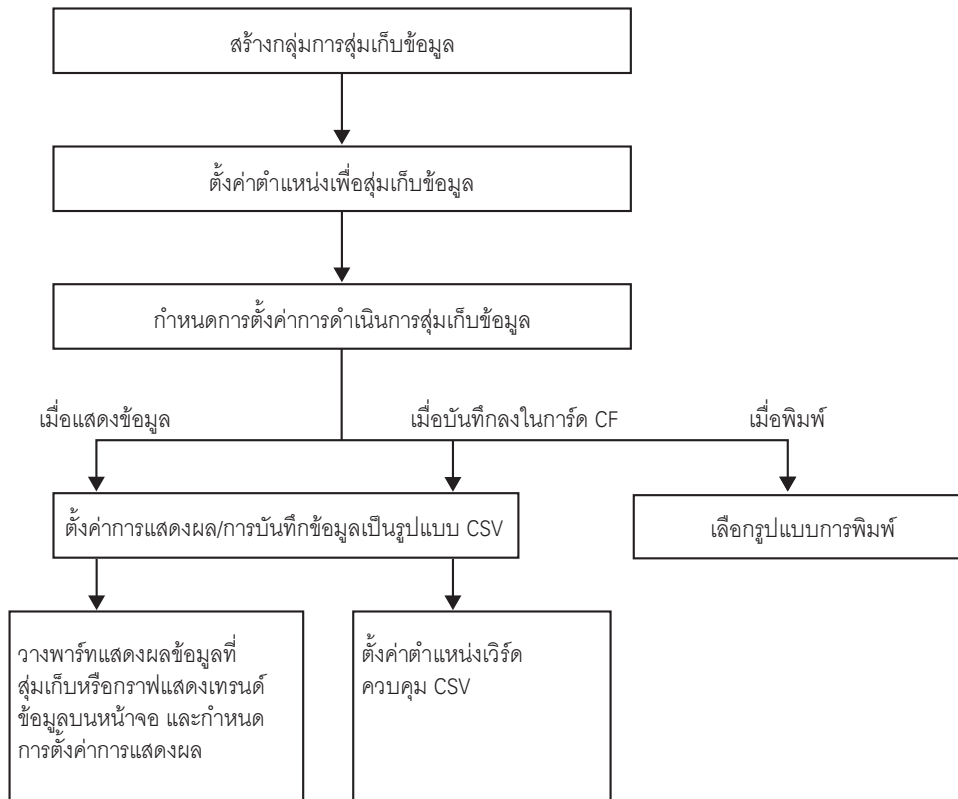 สร้างกลุ่มการสุ่มเก็บข้อมูล
ตั้งค่าตำแหน่งเพื่อสุ่มเก็บข้อมูล
กำหนดการตั้งค่าการดำเนินการสุ่มเก็บข้อมูล
เมื่อแสดงข้อมูล
เมื่อบันทึกลงในการ์ด CF
เมื่อพิมพ์
ตั้งค่าการแสดงผล/การบันทึกข้อมูลเป็นรูปแบบ CSV
เลือกรูปแบบการพิมพ์
วางพาร์ทแสดงผลข้อมูลที่
สุ่มเก็บหรือกราฟแสดงเทรนด์
ข้อมูลบนหน้าจอ และกำหนด
การตั้งค่าการแสดงผล
ตั้งค่าตำแหน่งเวิร์ด
ควบคุม CSV